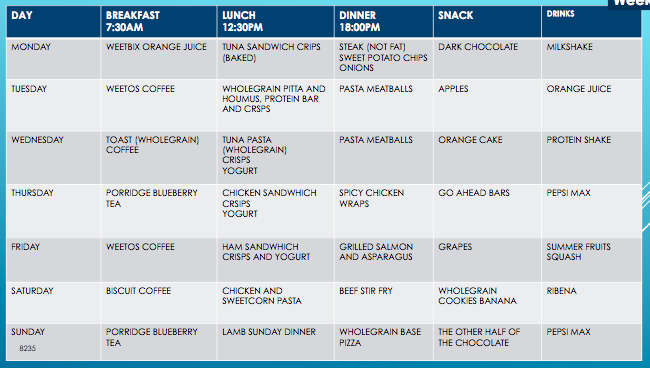 Week
DAY
BREAKFAST
7:30AM
LUNCH
12:30PM
DINNER
18:00PM
SNACK
DRINKS
MONDAY
WEETBIX ORANGE JUICE
TUNA SANDWICH CRIPS
(BAKED)
STEAK (NOT FAT)
SWEET POTATO CHIPS
ONIONS
DARK CHOCOLATE
MILKSHAKE
TUESDAY
WEETOS COFFEE
WHOLEGRAIN PITTA AND
HOUMUS, PROTEIN BAR
AND CRSPS
PASTA MEATBALLS
APPLES
ORANGE JUICE
WEDNESDAY
TOAST (WHOLEGRAIN)
COFFEE
TUNA PASTA
(WHOLEGRAIN)
CRISPS
YOGURT
PASTA MEATBALLS
ORANGE CAKE
PROTEIN SHAKE
THURSDAY
PORRIDGE BLUEBERRY
TEA
CHICKEN SANDWHICH
CRSIPS
YOGURT
SPICY CHICKEN
WRAPS
GO AHEAD BARS
PEPSI MAX
FRIDAY
WEETOS COFFEE
HAM SANDWHICH
CRISPS AND YOGURT
GRILLED SALMON
AND ASPARAGUS
GRAPES
SUMMER FRUITS
SQUASH
SATURDAY
BISCUIT COFFEE
CHICKEN AND
SWEETCORN PASTA
BEEF STIR FRY
WHOLEGRAIN
COOKIES BANANA
RIBENA
SUNDAY
PORRIDGE BLUEBERRY
TEA
LAMB SUNDAY DINNER
WHOLEGRAIN BASE
PIZZA
THE OTHER HALF OF
THE CHOCOLATE
PEPSI MAX
8235